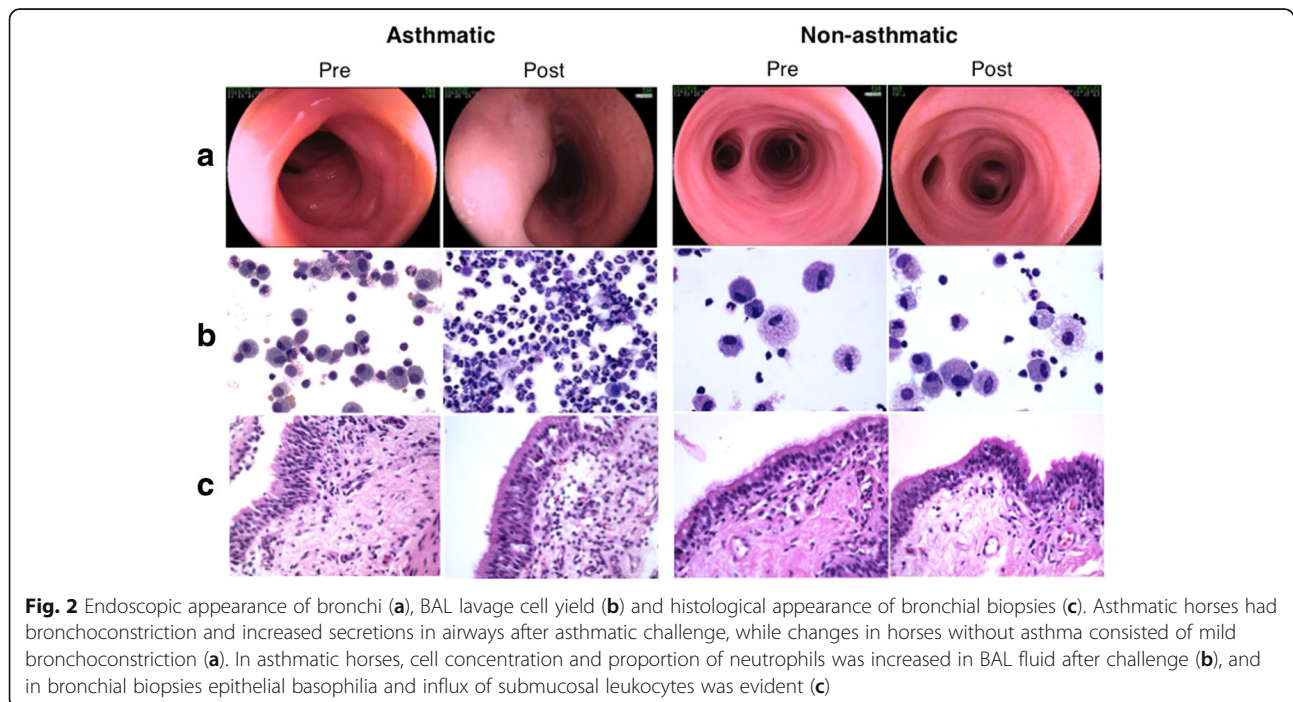 Asthmatic Non-asthmatic
Pre Post Pre Post
a
b
c
Fig. 2 Endoscopic appearance of bronchi (a), BAL lavage cell yield (b) and histological appearance of bronchial biopsies (c). Asthmatic horses had
bronchoconstriction and increased secretions in airways after asthmatic challenge, while changes in horses without asthma consisted of mild
bronchoconstriction (a). In asthmatic horses, cell concentration and proportion of neutrophils was increased in BAL fluid after challenge (b), and
in bronchial biopsies epithelial basophilia and influx of submucosal leukocytes was evident (c)